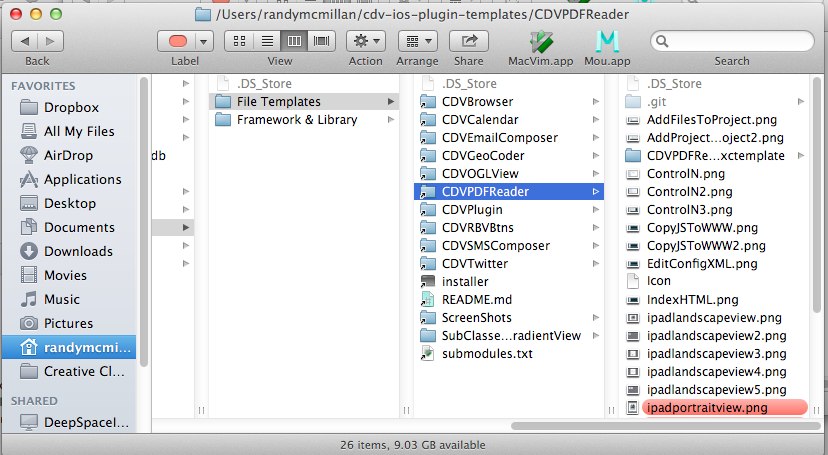 /Users/randymcmillan/cdv-ios-plugin-templates/CDVPDFReader
Back
Label
View
Action
Arrange
Share
MacVim.app
Mou.app
Search
FAVORITES
Dropbox
All My Files
AirDrop
Applications
Desktop
Documents
Downloads
Movies
Music
Pictures
randymcmi...
Creative Cl...
SHARED
DeepSpaceI...
db
.DS_Store
File Templates
Framework & Library
.DS_Store
CDVBrowser
CDVCalendar
CDVEmailComposer
CDVGeoCoder
CDVOGLView
CDVPDFReader
CDVPlugin
CDVRBVBtns
CDVSMSComposer
CDVTwitter
installer
README.md
ScreenShots
SubClasse...radientView
submodules.txt
.DS_Store
.git
AddFilesToProject.png
AddProject...oject2.png
CDVPDFRe...xctemplate
ControlN.png
ControlN2.png
ControlN3.png
CopyJSToWWW.png
CopyJSToWWW2.png
EditConfigXML.png
Icon
IndexHTML.png
ipadlandscapeview.png
ipadlandscapeview2.png
ipadlandscapeview3.png
ipadlandscapeview4.png
ipadlandscapeview5.png
ipadportraitview.png
26 items, 9.03 GB available